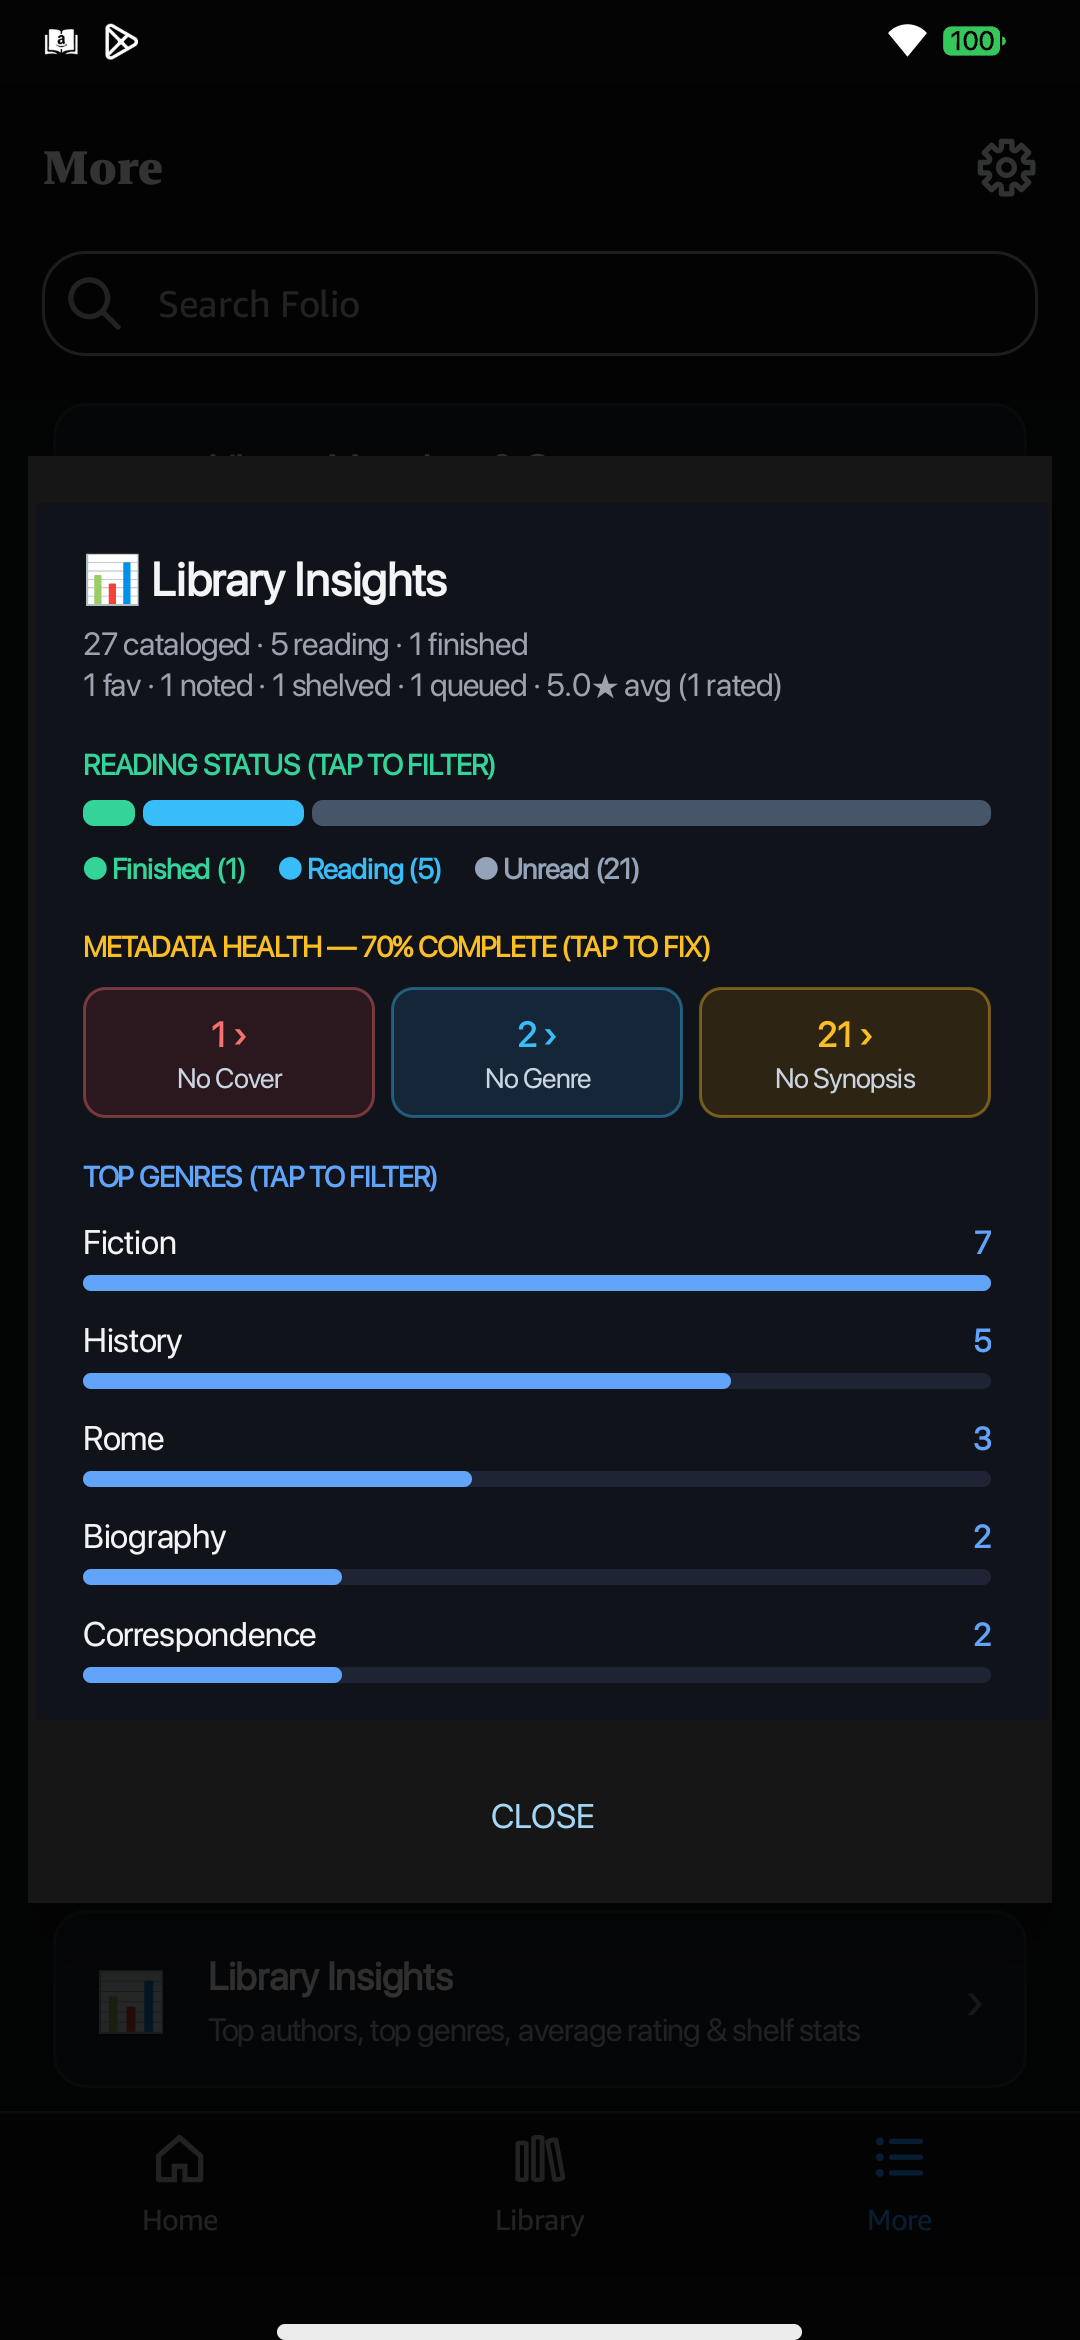 100
More
Search Folio
Library Insights
27 cataloged · 5 reading · 1 finished
1 fav · 1 noted · 1 shelved · 1 queued · 5.0★ avg (1 rated)
READING STATUS (TAP TO FILTER)
Finished (1) Reading (5) Unread (21)
METADATA HEALTH — 70% COMPLETE (TAP TO FIX)
1 › 2 › 21 ›
No Cover No Genre No Synopsis
TOP GENRES (TAP TO FILTER)
Fiction 7
History 5
Rome 3
Biography 2
Correspondence 2
CLOSE
Library Insights
Top authors, top genres, average rating & shelf stats ›
Home Library More